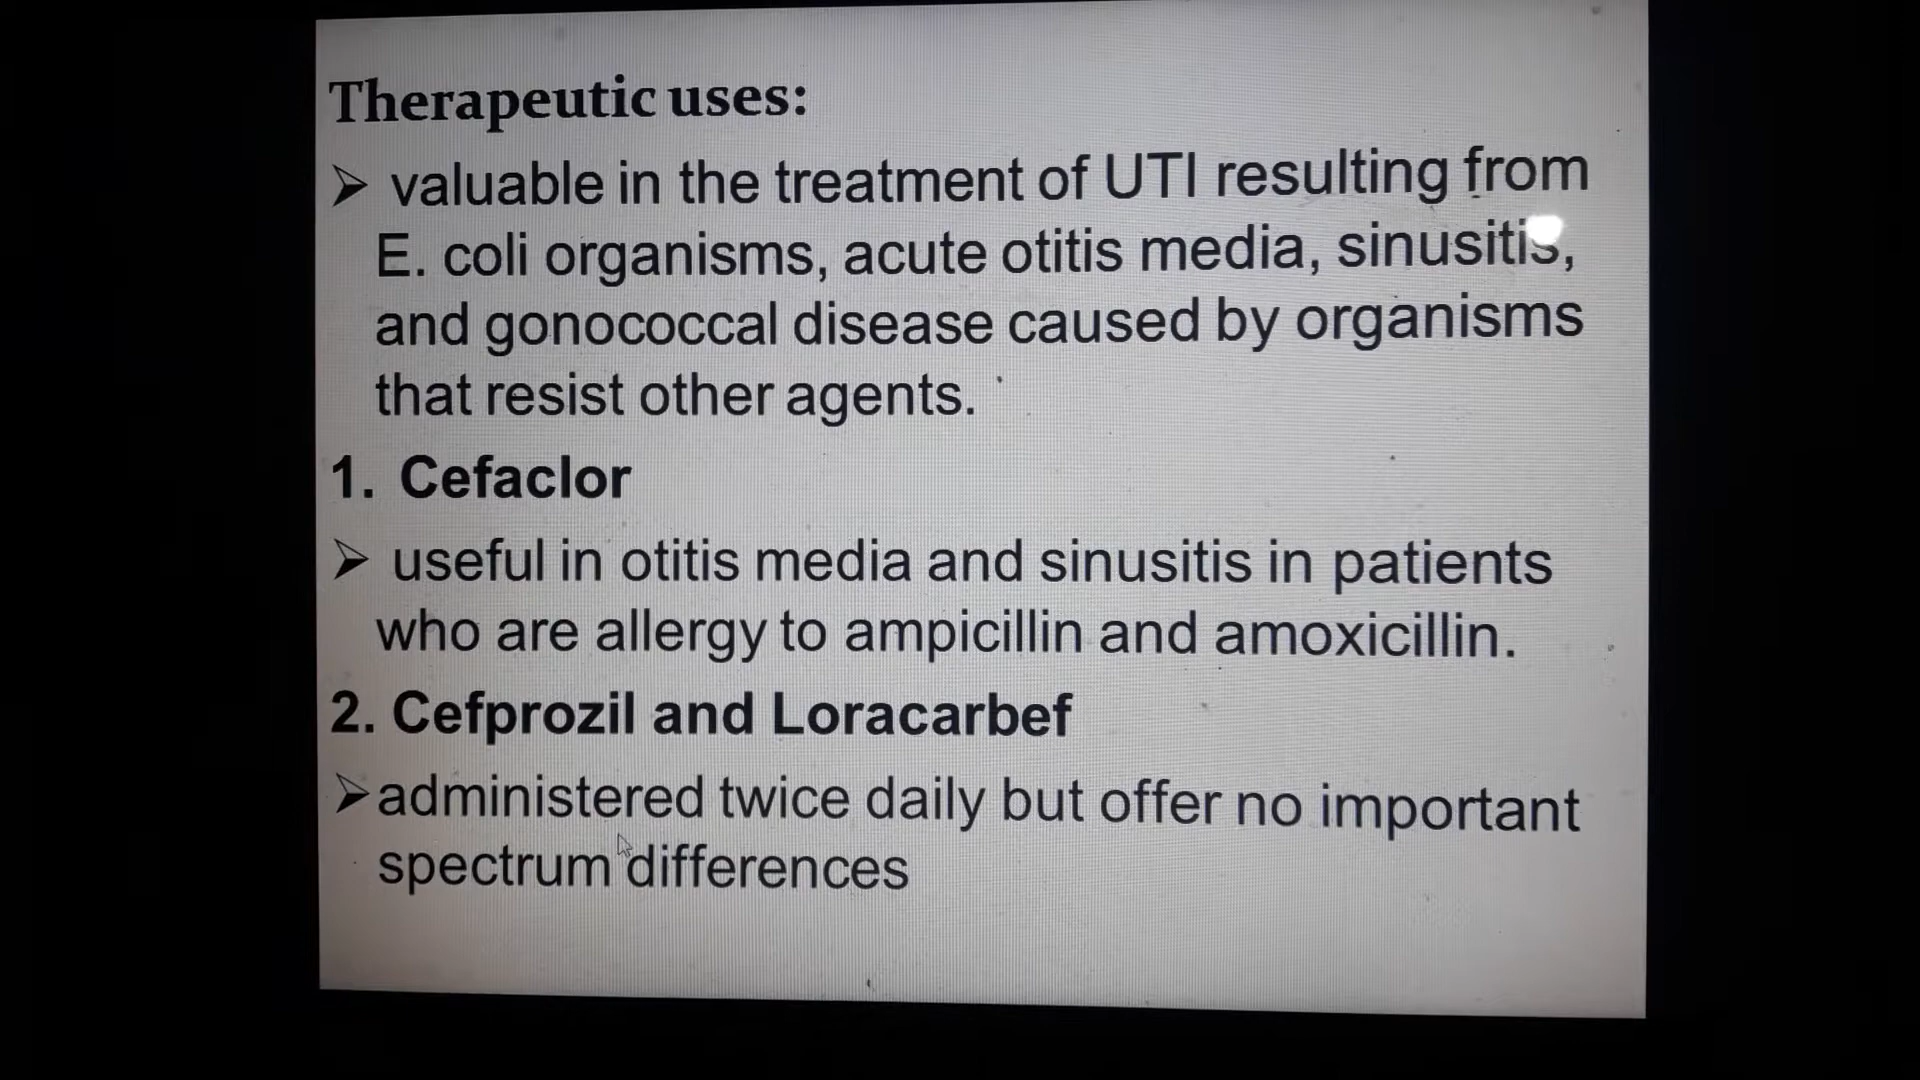 Therapeutic uses:
➤ valuable in the treatment of UTI resulting from
E. coli organisms, acute otitis media, sinusitis,
and gonococcal disease caused by organisms
that resist other agents.
1. Cefaclor
➤ useful in otitis media and sinusitis in patients
who are allergy to ampicillin and amoxicillin.
2. Cefprozil and Loracarbef
➤administered twice daily but offer no important
spectrum differences